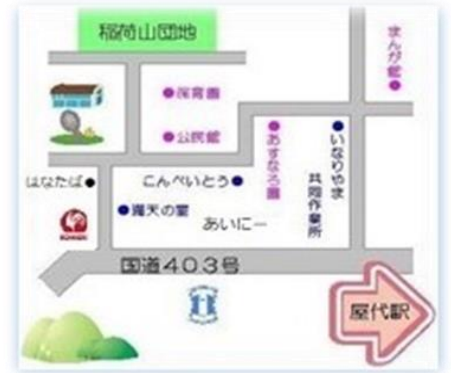 稲荷山団地
まんが館
保育園
公民館
はなたば
こんぺいとう
あすなろ園
いなりやま
共同作業所
満天の里
あいにー
国道403号
屋代駅